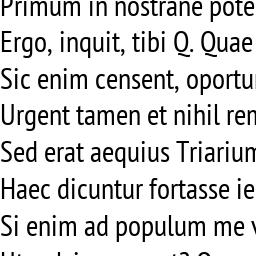 Primum in nostrane pote
Ergo, inquit, tibi Q. Quae
Sic enim censent, oportu
Urgent tamen et nihil rem
Sed erat aequius Triarium
Haec dicuntur fortasse ie
Si enim ad populum me v